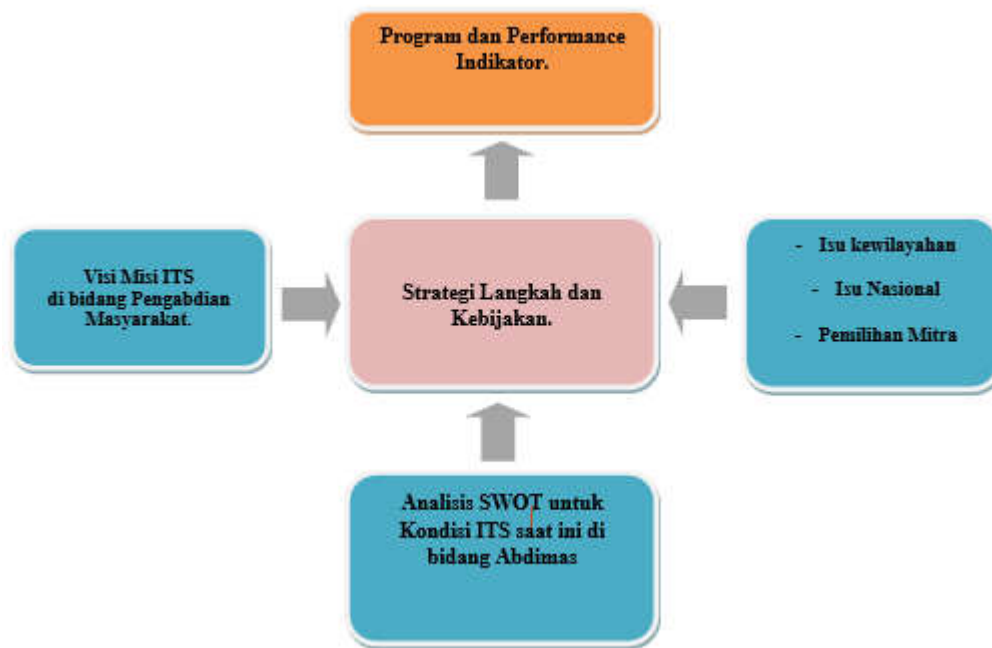 Program dan Performance
Indikator.
Visi Misi ITS
di bidang Pengabdian
Masyarakat.
Strategi Langkah dan
Kebijakan.
- Isu kewilayahan
- Isu Nasional
- Pemilihan Mitra
Analisis SWOT untuk
Kondisi ITS saat ini di
bidang Abdimas